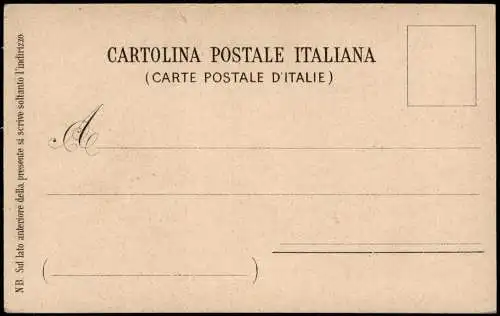 CARTOLINA POSTALE ITALIANA
(CARTE POSTALE D'ITALIE)
A
( )
NB. Sul lato anteriore della presente si scrive soltanto l'indirizzo.